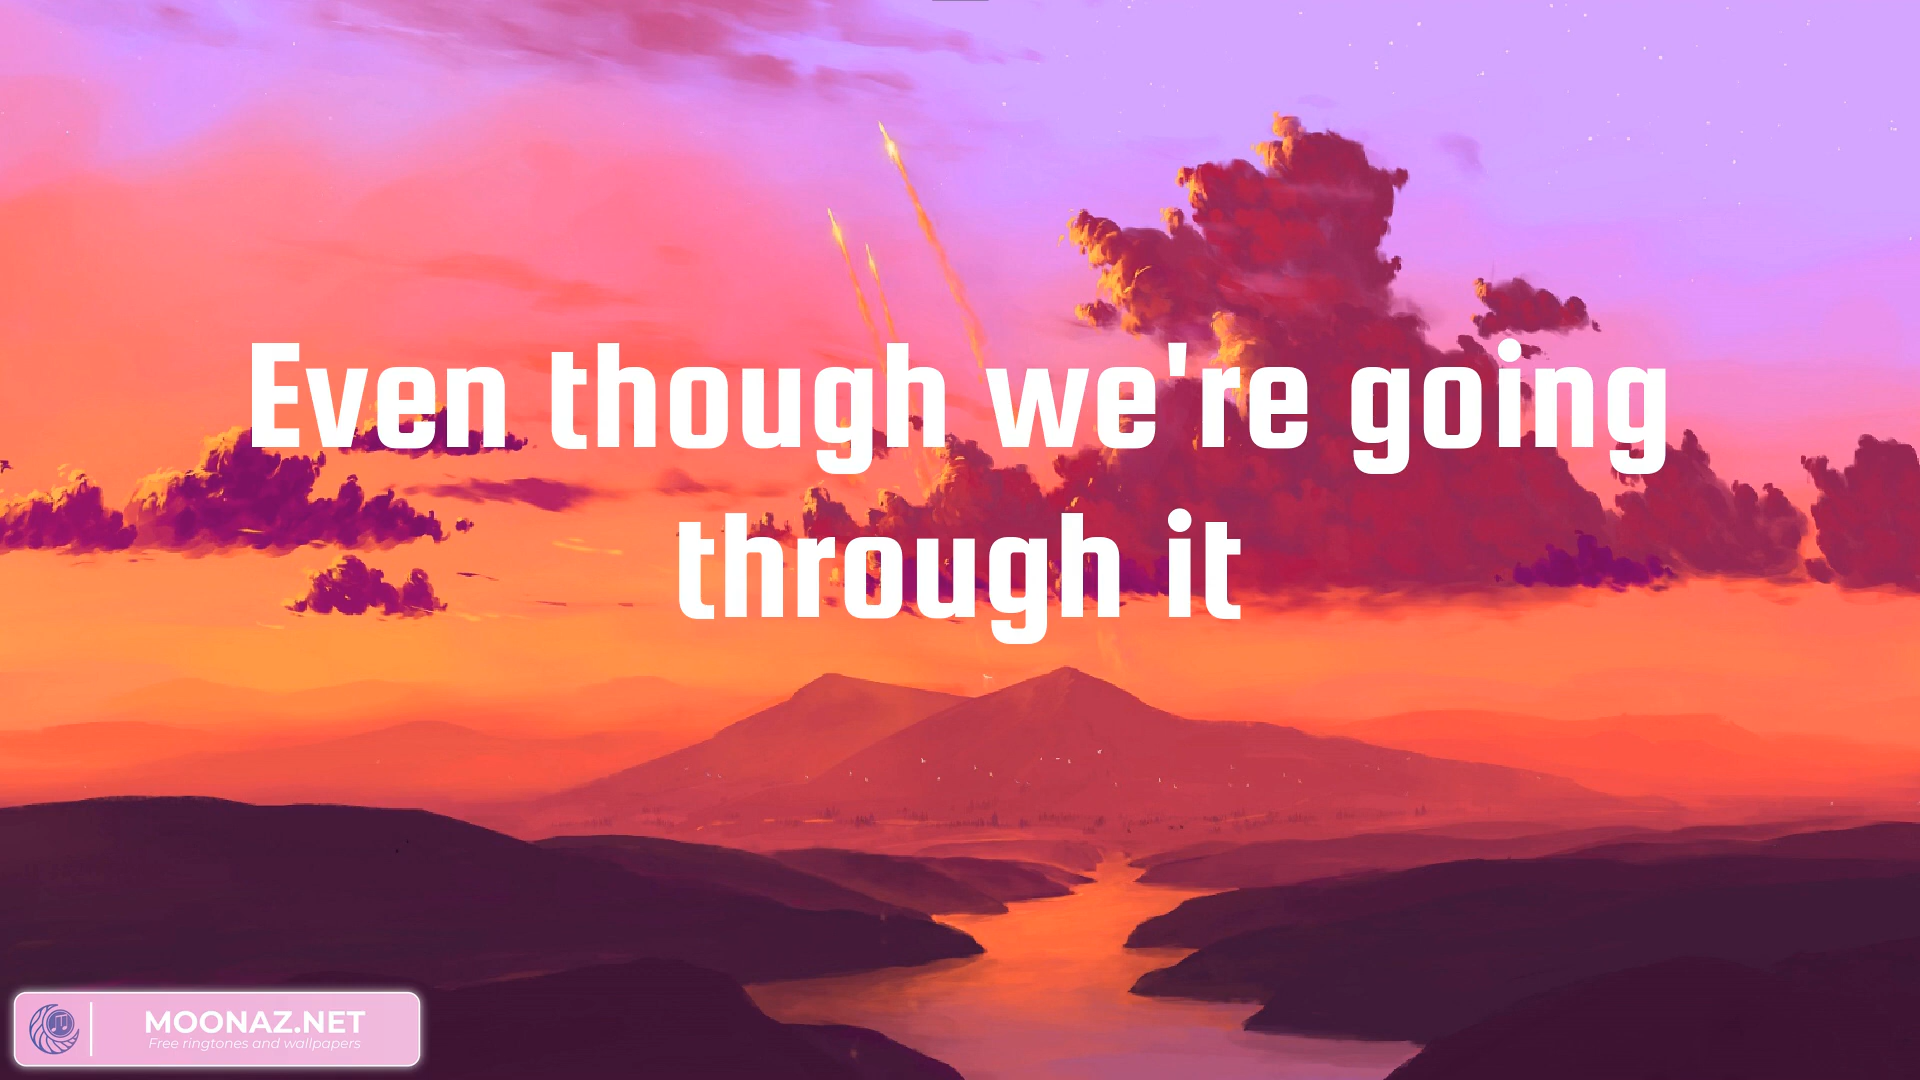 Even though we're going
through it
MOONAZ.NET
Free ringtones and wallpapers